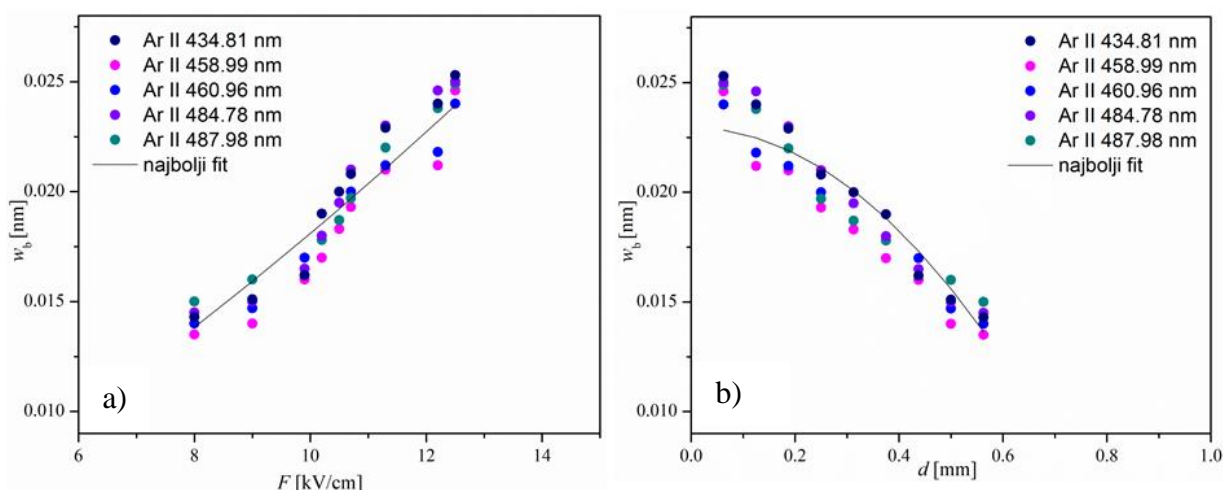 Ar II 434.81 nm
Ar II 458.99 nm
Ar II 460.96 nm
Ar II 484.78 nm
Ar II 487.98 nm
najbolji fit
0.025
0.020
0.015
0.010
w_b [nm]
a)
6 8 10 12 14
F [kV/cm]
Ar II 434.81 nm
Ar II 458.99 nm
Ar II 460.96 nm
Ar II 484.78 nm
Ar II 487.98 nm
najbolji fit
0.025
0.020
0.015
0.010
w_b [nm]
b)
0.0 0.2 0.4 0.6 0.8 1.0
d [mm]